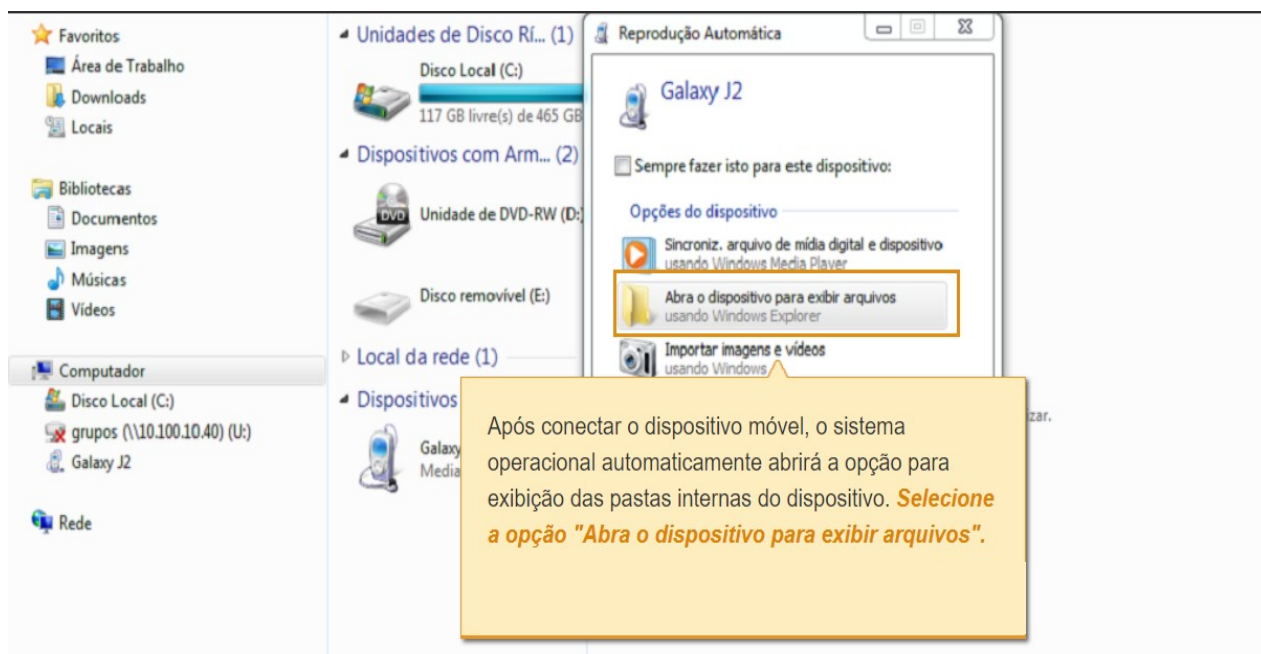 Favoritos
Área de Trabalho
Downloads
Locais
Bibliotecas
Documentos
Imagens
Músicas
Vídeos
Computador
Disco Local (C:)
grupos (\\10.100.10.40) (U:)
Galaxy J2
Rede
Unidades de Disco Rí... (1)
Disco Local (C:)
117 GB livre(s) de 465 GB
Dispositivos com Arm... (2)
DVD
Unidade de DVD-RW (D:)
Disco removível (E:)
Local da rede (1)
Dispositivos
Galaxy
Media
Reprodução Automática
Galaxy J2
Sempre fazer isto para este dispositivo:
Opções do dispositivo
Sincroniz. arquivo de mídia digital e dispositivo
usando Windows Media Player
Abra o dispositivo para exibir arquivos
usando Windows Explorer
Importar imagens e vídeos
usando Windows
zar.
Após conectar o dispositivo móvel, o sistema
operacional automaticamente abrirá a opção para
exibição das pastas internas do dispositivo. Selecione
a opção "Abra o dispositivo para exibir arquivos".